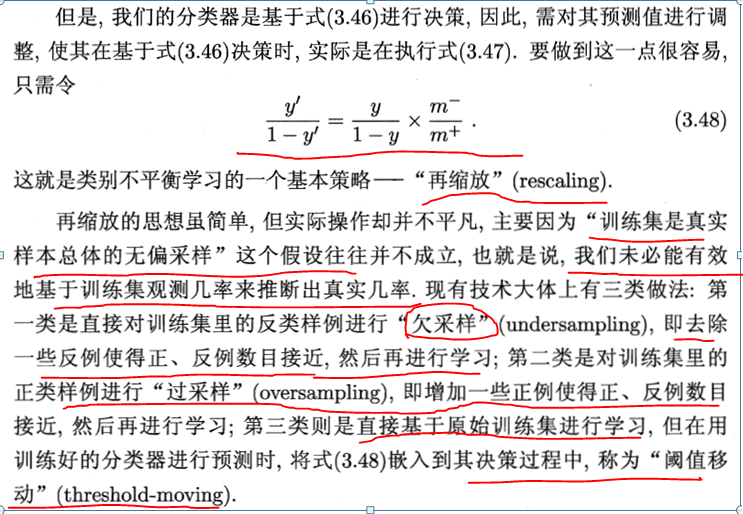 但是, 我们的分类器是基于式(3.46)进行决策, 因此, 需对其预测值进行调
整, 使其在基于式(3.46)决策时, 实际是在执行式(3.47). 要做到这一点很容易,
只需令
y′/(1 − y′) = y/(1 − y) × m⁻/m⁺ . (3.48)
这就是类别不平衡学习的一个基本策略——“再缩放”(rescaling).
再缩放的思想虽简单, 但实际操作却并不平凡, 主要因为“训练集是真实
样本总体的无偏采样”这个假设往往并不成立, 也就是说, 我们未必能有效
地基于训练集观测几率来推断出真实几率. 现有技术大体上有三类做法: 第
一类是直接对训练集里的反类样例进行“欠采样”(undersampling), 即去除
一些反例使得正、反例数目接近, 然后再进行学习; 第二类是对训练集里的
正类样例进行“过采样”(oversampling), 即增加一些正例使得正、反例数目
接近, 然后再进行学习; 第三类则是直接基于原始训练集进行学习, 但在用
训练好的分类器进行预测时, 将式(3.48)嵌入到其决策过程中, 称为“阈值移
动”(threshold-moving).